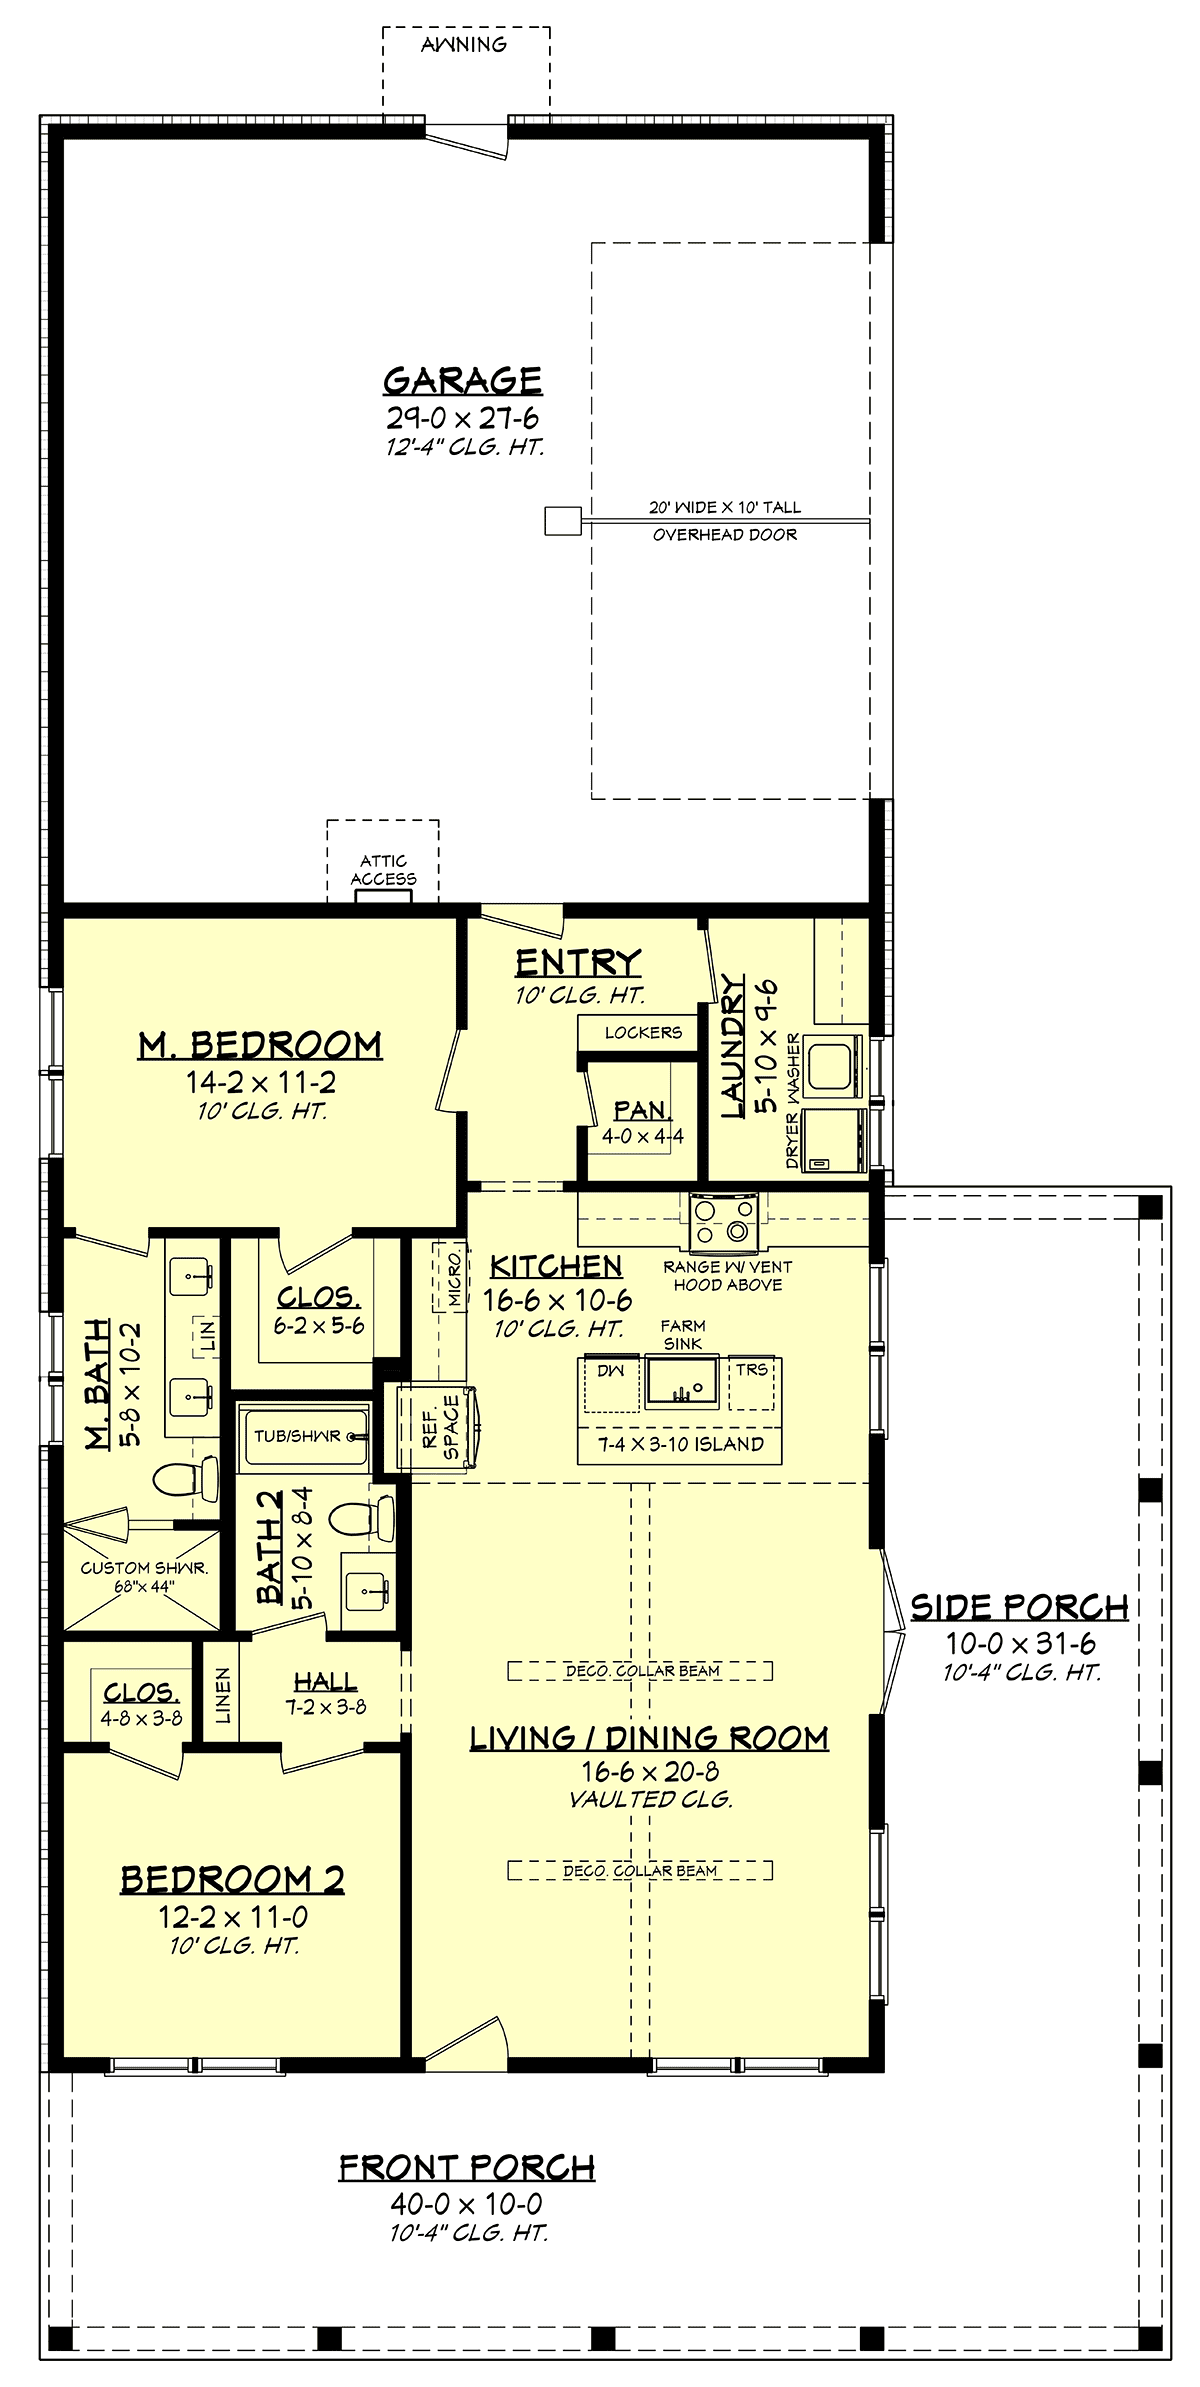 AWNING
GARAGE
29-0 x 27-6
12'-4" CLG. HT.
20' WIDE X 10' TALL
OVERHEAD DOOR
ATTIC
ACCESS
ENTRY
10' CLG. HT.
LOCKERS
LAUNDRY
5-10 x 9-6
WASHER
DRYER
M. BEDROOM
14-2 x 11-2
10' CLG. HT.
PAN.
4-0 x 4-4
KITCHEN
16-6 x 10-6
10' CLG. HT.
MICRO.
RANGE W/ VENT
HOOD ABOVE
FARM
SINK
DW
TRS
7-4 X 3-10 ISLAND
REF.
SPACE
CLOS.
6-2 x 5-6
M. BATH
5-8 x 10-2
LIN
TUB/SHWR
BATH 2
5-10 x 8-4
CUSTOM SHWR.
68"x 44"
SIDE PORCH
10-0 x 31-6
10'-4" CLG. HT.
CLOS.
4-8 x 3-8
LINEN
HALL
7-2 x 3-8
DECO. COLLAR BEAM
LIVING / DINING ROOM
16-6 x 20-8
VAULTED CLG.
DECO. COLLAR BEAM
BEDROOM 2
12-2 x 11-0
10' CLG. HT.
FRONT PORCH
40-0 x 10-0
10'-4" CLG. HT.